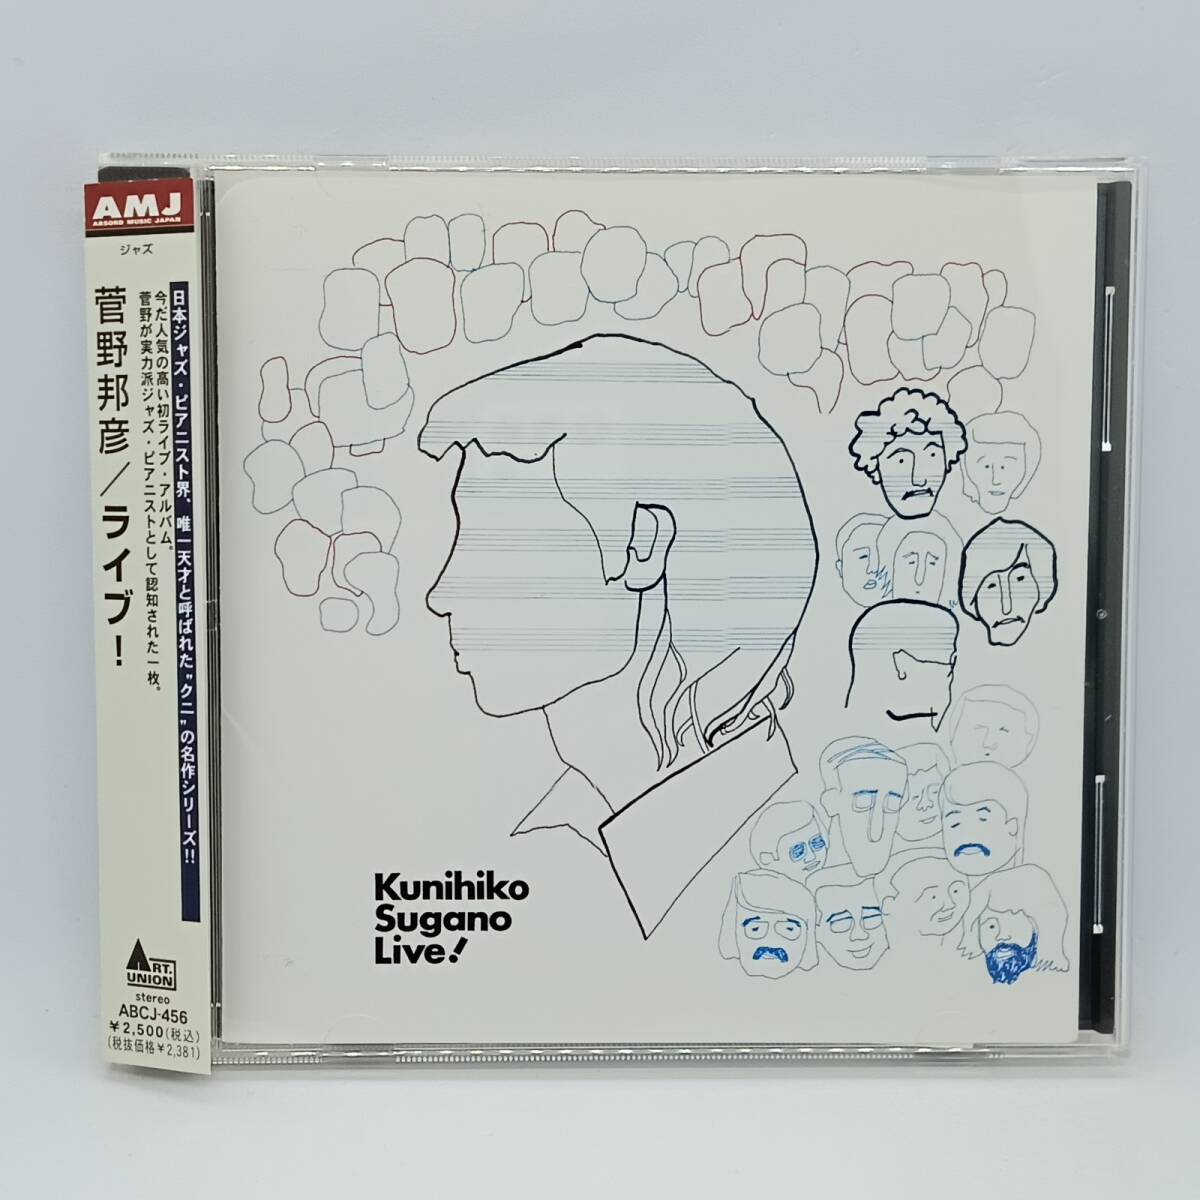 AMJ
ABSORD MUSIC JAPAN
ジャズ
日本ジャズ・ピアニスト界、唯一天才と呼ばれた"クニ"の名作シリーズ!!
今だ人気の高い初ライブ・アルバム。
菅野が実力派ジャズ・ピアニストとして認知された一枚。
菅野邦彦/ライブ!
ART.
UNION
stereo
ABCJ-456
¥2,500(税込)
(税抜価格¥2,381)
Kunihiko
Sugano
Live!